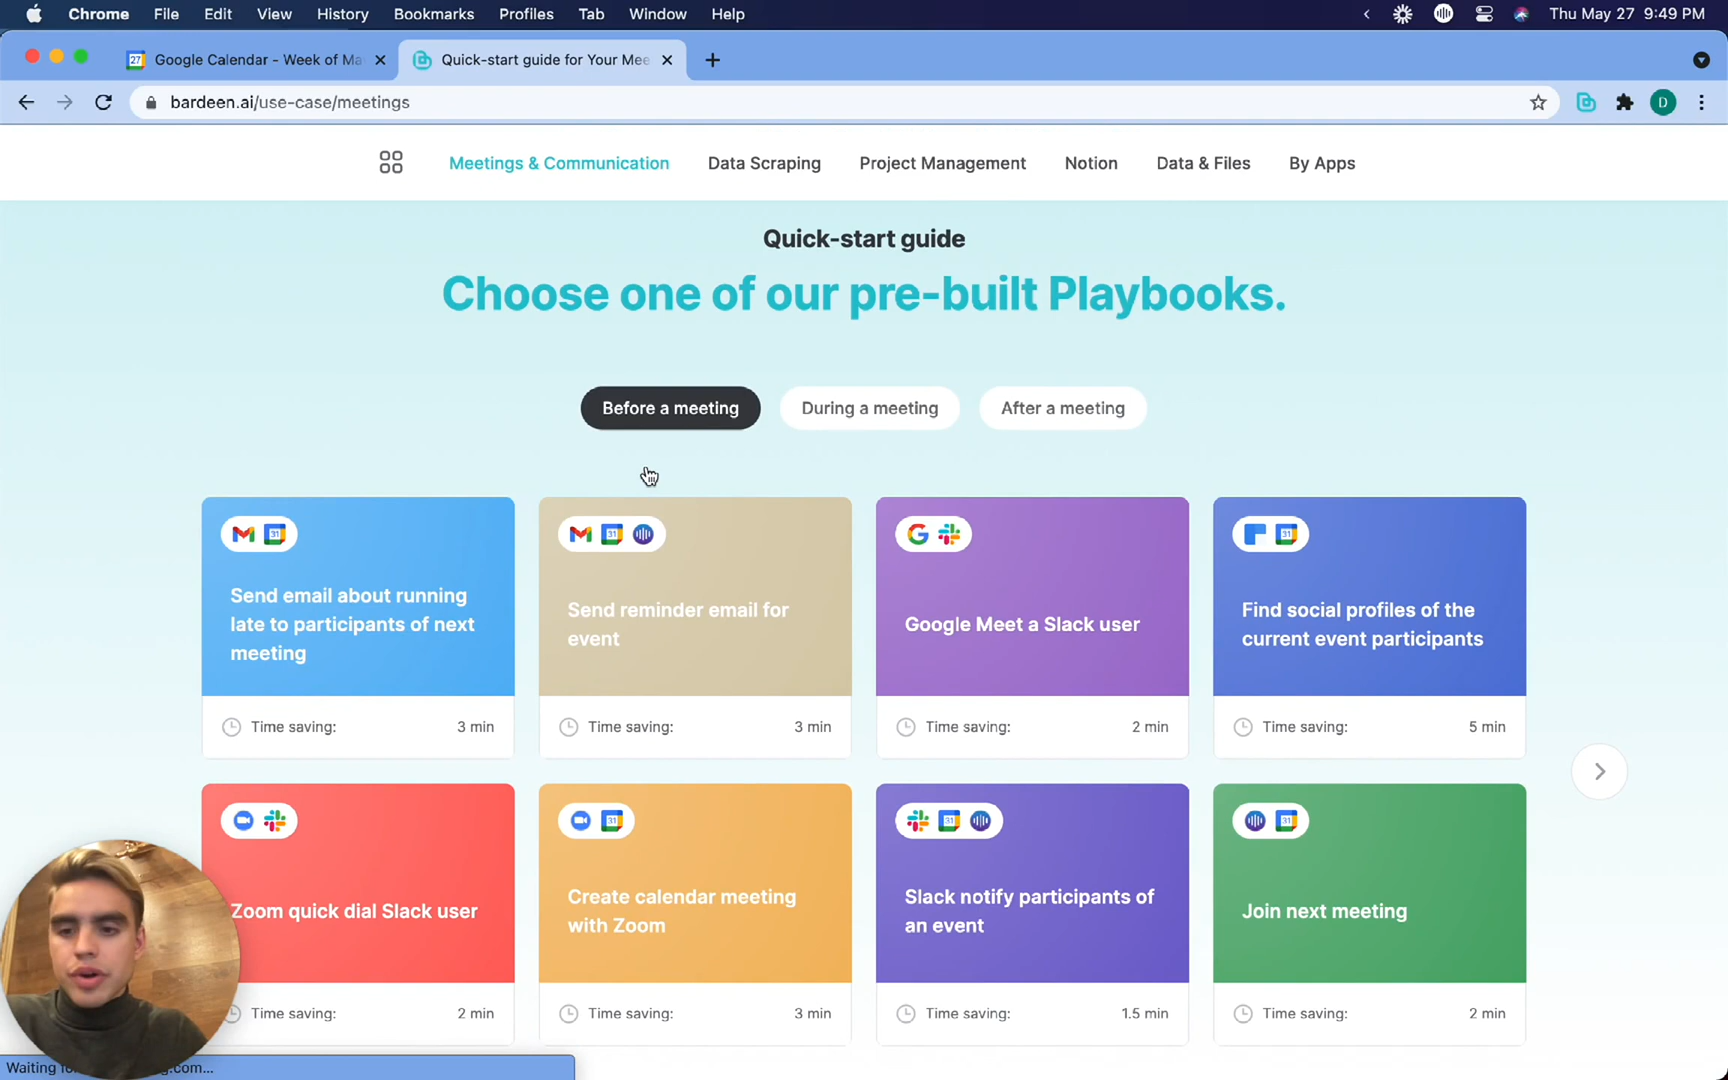 Chrome File Edit View History Bookmarks Profiles Tab Window Help Thu May 27 9:49 PM
27 Google Calendar - Week of Ma Quick-start guide for Your Mee
bardeen.ai/use-case/meetings D
Meetings & Communication Data Scraping Project Management Notion Data & Files By Apps
Quick-start guide
Choose one of our pre-built Playbooks.
Before a meeting During a meeting After a meeting
31 31 31
Send email about running
late to participants of next
meeting
Send reminder email for
event
Google Meet a Slack user
Find social profiles of the
current event participants
Time saving: 3 min Time saving: 3 min Time saving: 2 min Time saving: 5 min
31 31 31
Zoom quick dial Slack user
Create calendar meeting
with Zoom
Slack notify participants of
an event
Join next meeting
Time saving: 2 min Time saving: 3 min Time saving: 1.5 min Time saving: 2 min
Waiting